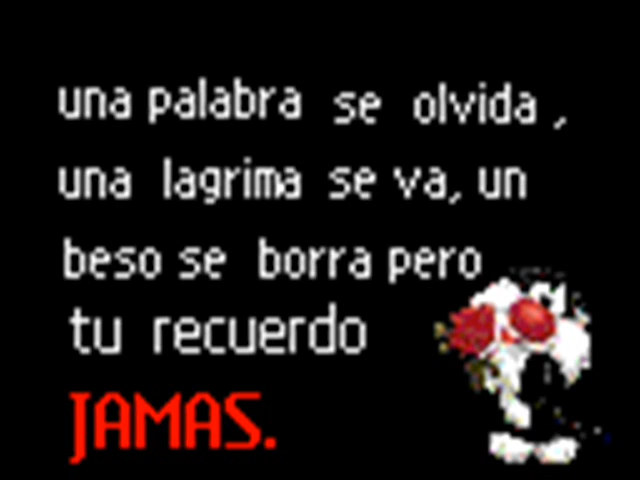 una palabra se olvida ,
una lagrima se va, un
beso se borra pero
tu recuerdo
JAMAS.